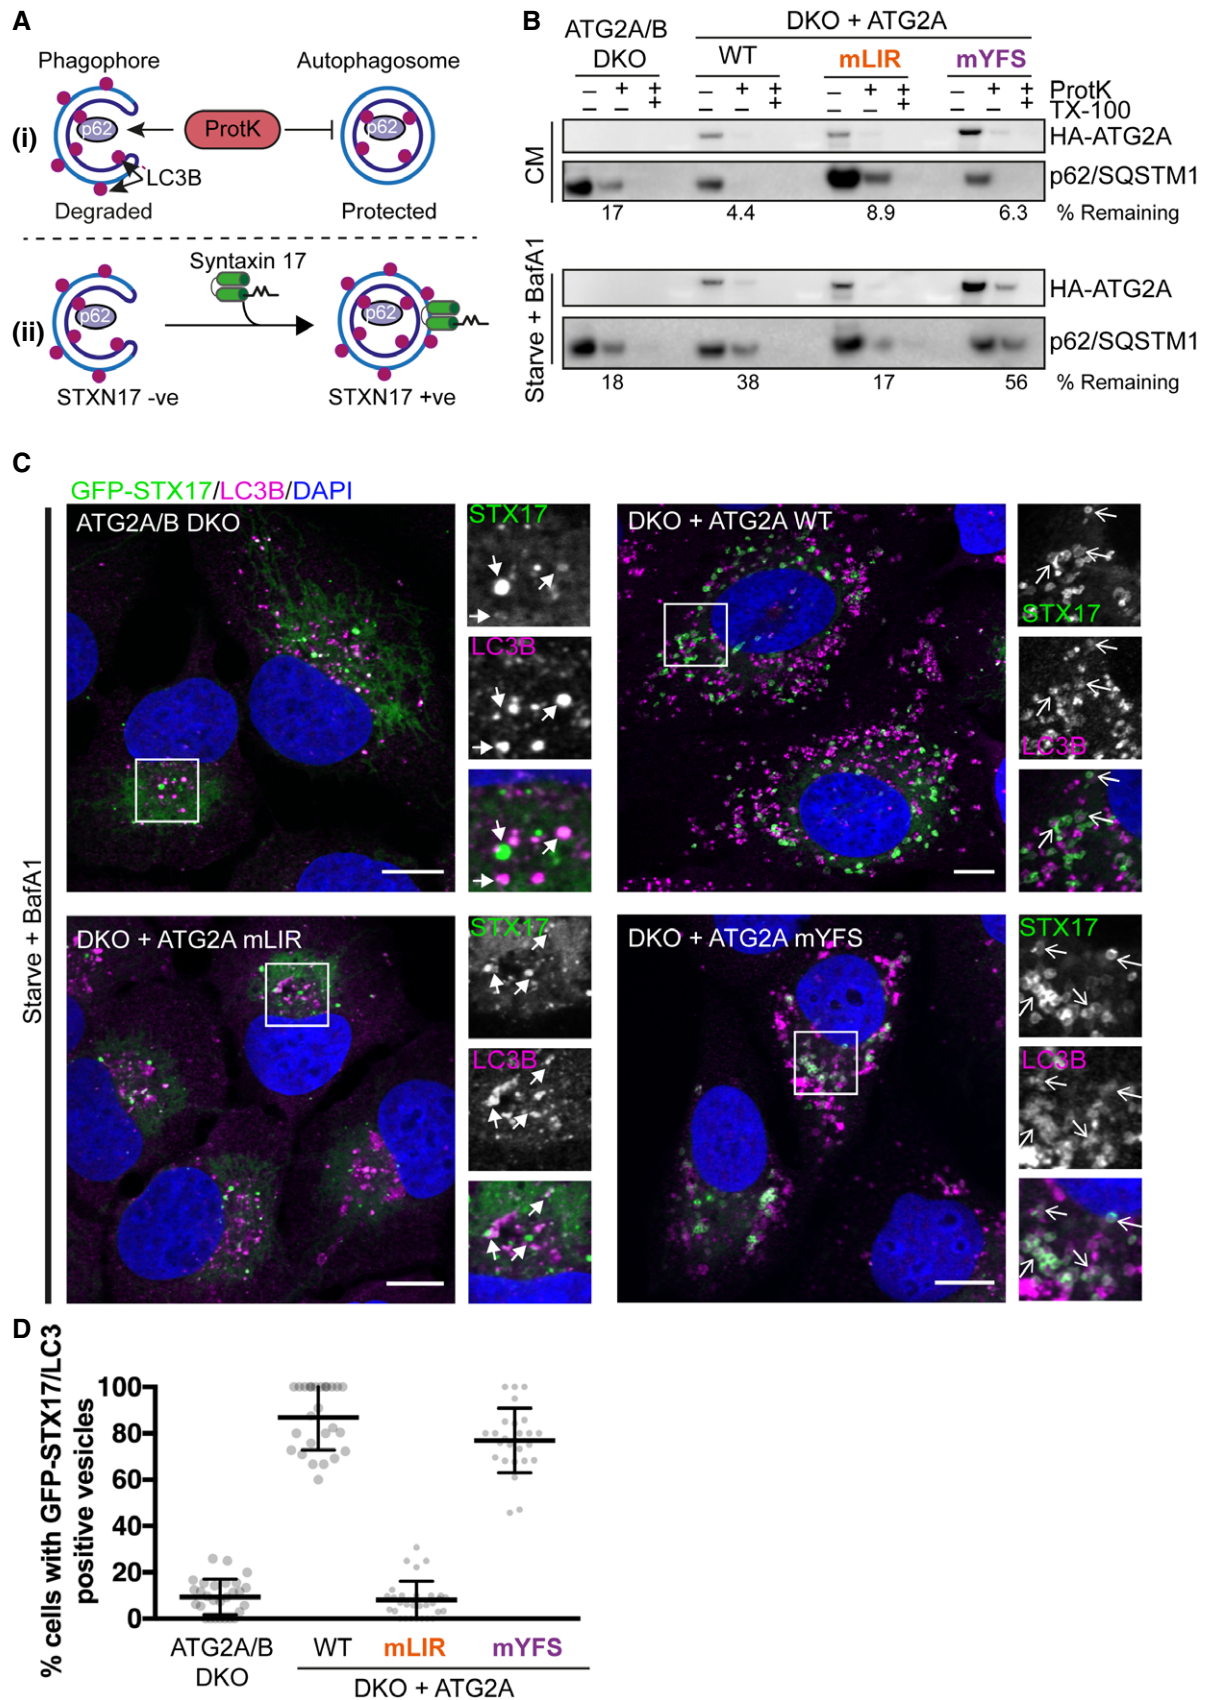 A
Phagophore
Autophagosome
(i)
p62
ProtK
p62
LC3B
Degraded
Protected
Syntaxin 17
(ii)
p62
p62
STXN17 -ve
STXN17 +ve
B
ATG2A/B
DKO
DKO + ATG2A
WT
mLIR
mYFS
– + + – + + – + + – + + ProtK
– – + – – + – – + – – + TX-100
CM
HA-ATG2A
p62/SQSTM1
17 4.4 8.9 6.3 % Remaining
Starve + BafA1
HA-ATG2A
p62/SQSTM1
18 38 17 56 % Remaining
C
GFP-STX17/LC3B/DAPI
Starve + BafA1
ATG2A/B DKO
STX17
LC3B
DKO + ATG2A WT
STX17
LC3B
DKO + ATG2A mLIR
STX17
LC3B
DKO + ATG2A mYFS
STX17
LC3B
D
% cells with GFP-STX17/LC3
positive vesicles
100
80
60
40
20
0
ATG2A/B
DKO
WT
mLIR
mYFS
DKO + ATG2A